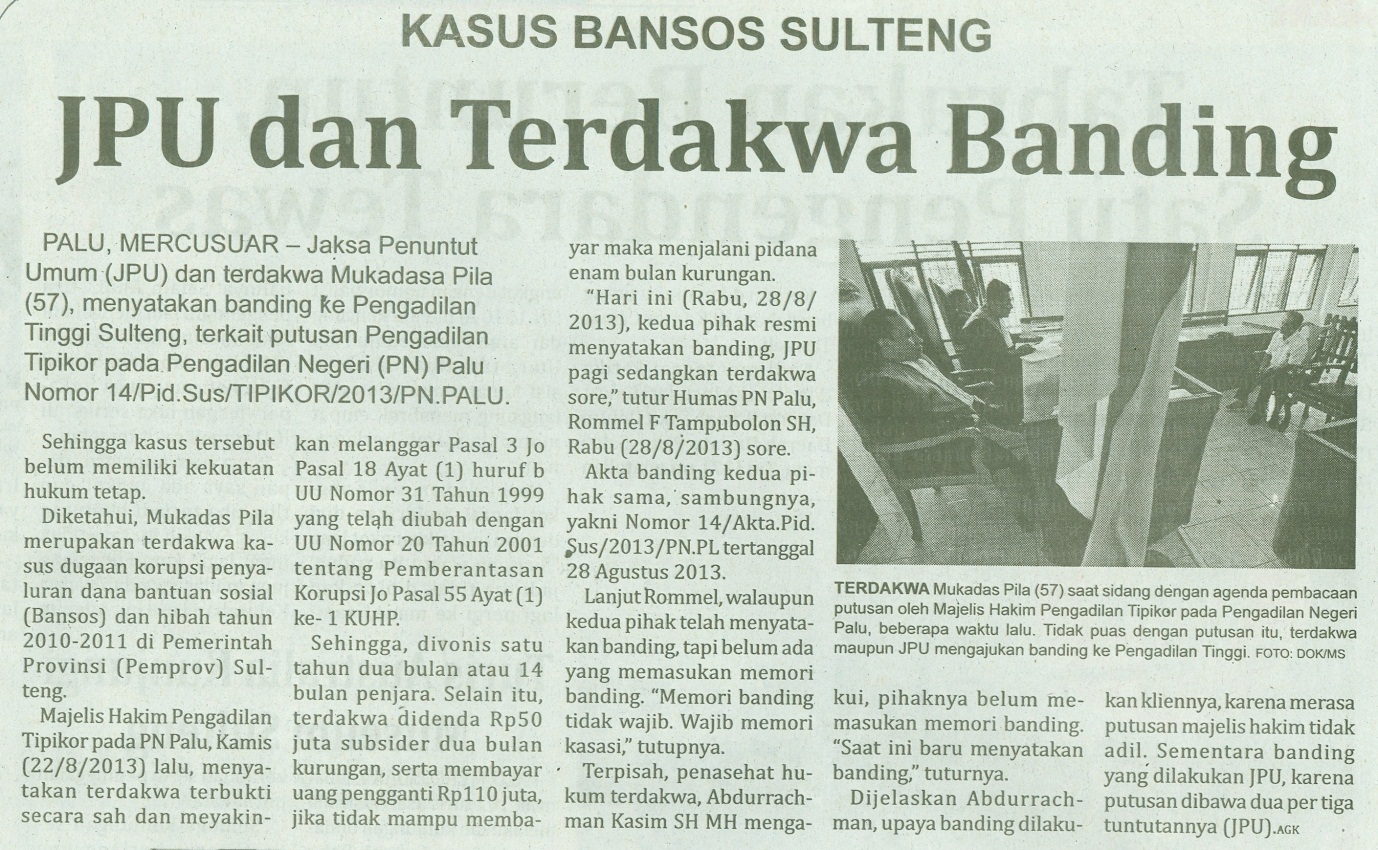 KASUS BANSOS SULTENG
JPU dan Terdakwa Banding
PALU, MERCUSUAR – Jaksa Penuntut
Umum (JPU) dan terdakwa Mukadasa Pila
(57), menyatakan banding ke Pengadilan
Tinggi Sulteng, terkait putusan Pengadilan
Tipikor pada Pengadilan Negeri (PN) Palu
Nomor 14/Pid.Sus/TIPIKOR/2013/PN.PALU.
Sehingga kasus tersebut
belum memiliki kekuatan
hukum tetap.
Diketahui, Mukadas Pila
merupakan terdakwa ka-
sus dugaan korupsi penya-
luran dana bantuan sosial
(Bansos) dan hibah tahun
2010-2011 di Pemerintah
Provinsi (Pemprov) Sul-
teng.
Majelis Hakim Pengadilan
Tipikor pada PN Palu, Kamis
(22/8/2013) lalu, menya-
takan terdakwa terbukti
secara sah dan meyakin-
kan melanggar Pasal 3 Jo
Pasal 18 Ayat (1) huruf b
UU Nomor 31 Tahun 1999
yang telah diubah dengan
UU Nomor 20 Tahun 2001
tentang Pemberantasan
Korupsi Jo Pasal 55 Ayat (1)
ke- 1 KUHP.
Sehingga, divonis satu
tahun dua bulan atau 14
bulan penjara. Selain itu,
terdakwa didenda Rp50
juta subsider dua bulan
kurungan, serta membayar
uang pengganti Rp110 juta,
jika tidak mampu memba-
yar maka menjalani pidana
enam bulan kurungan.
“Hari ini (Rabu, 28/8/
2013), kedua pihak resmi
menyatakan banding, JPU
pagi sedangkan terdakwa
sore,” tutur Humas PN Palu,
Rommel F Tampubolon SH,
Rabu (28/8/2013) sore.
Akta banding kedua pi-
hak sama, sambungnya,
yakni Nomor 14/Akta.Pid.
Sus/2013/PN.PL tertanggal
28 Agustus 2013.
Lanjut Rommel, walaupun
kedua pihak telah menyata-
kan banding, tapi belum ada
yang memasukan memori
banding. “Memori banding
tidak wajib. Wajib memori
kasasi,” tutupnya.
Terpisah, penasehat hu-
kum terdakwa, Abdurrach-
man Kasim SH MH menga-
TERDAKWA Mukadas Pila (57) saat sidang dengan agenda pembacaan
putusan oleh Majelis Hakim Pengadilan Tipikor pada Pengadilan Negeri
Palu, beberapa waktu lalu. Tidak puas dengan putusan itu, terdakwa
maupun JPU mengajukan banding ke Pengadilan Tinggi. FOTO: DOK/MS
kui, pihaknya belum me-
masukan memori banding.
“Saat ini baru menyatakan
banding,” tuturnya.
Dijelaskan Abdurrach-
man, upaya banding dilaku-
kan kliennya, karena merasa
putusan majelis hakim tidak
adil. Sementara banding
yang dilakukan JPU, karena
putusan dibawa dua per tiga
tuntutannya (JPU).AGK